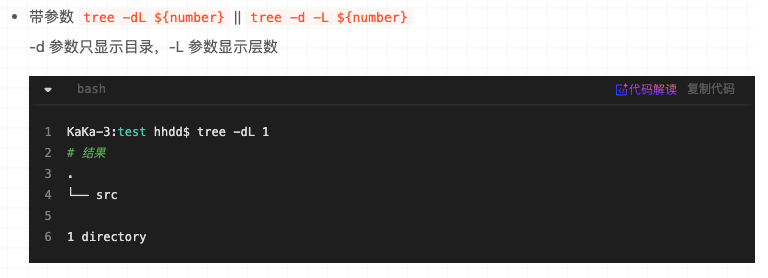 带参数 tree -dL ${number} || tree -d -L ${number}
-d 参数只显示目录，-L 参数显示层数
bash 代码解读 复制代码
1 KaKa-3:test hhdd$ tree -dL 1
2 # 结果
3 .
4 └── src
5
6 1 directory